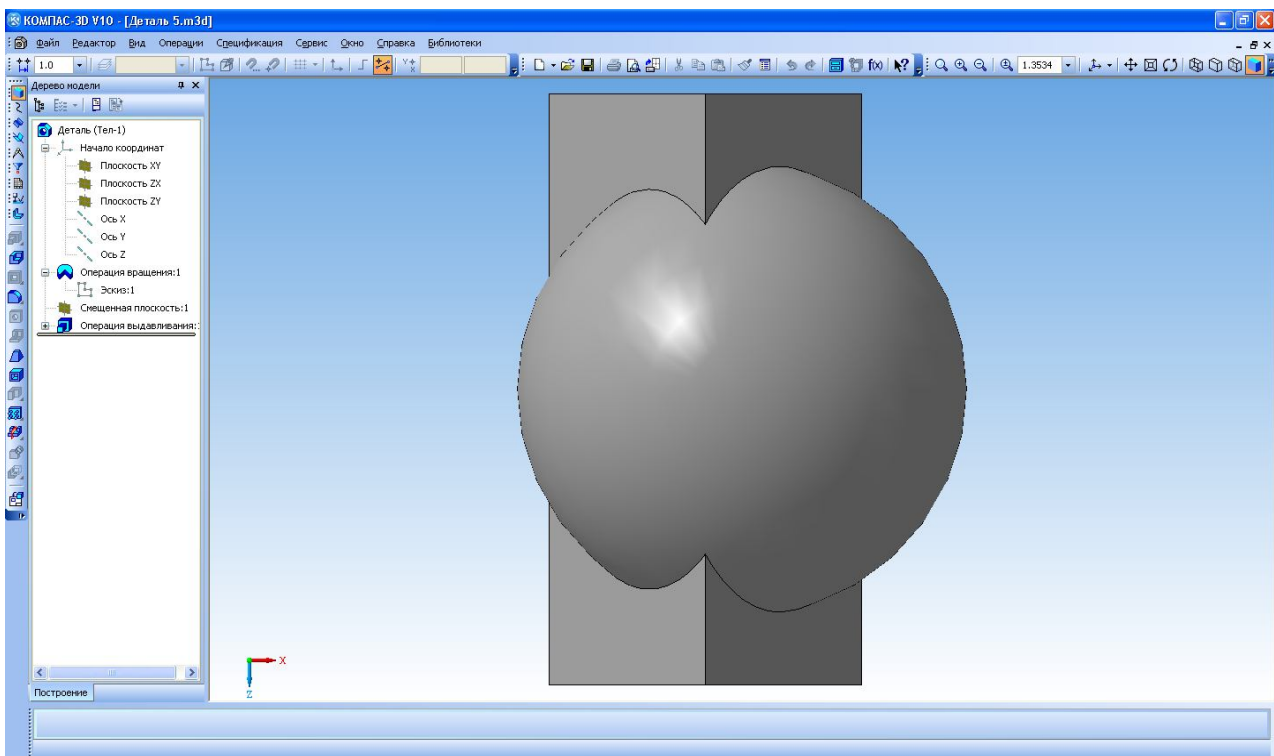 КОМПАС-3D V10 - [Деталь 5.m3d]
Файл Редактор Вид Операции Спецификация Сервис Окно Справка Библиотеки
1.0 1.3534
Дерево модели
Деталь (Тел-1)
Начало координат
Плоскость XY
Плоскость ZX
Плоскость ZY
Ось X
Ось Y
Ось Z
Операция вращения:1
Эскиз:1
Смещенная плоскость:1
Операция выдавливания:
X
Z
Построение